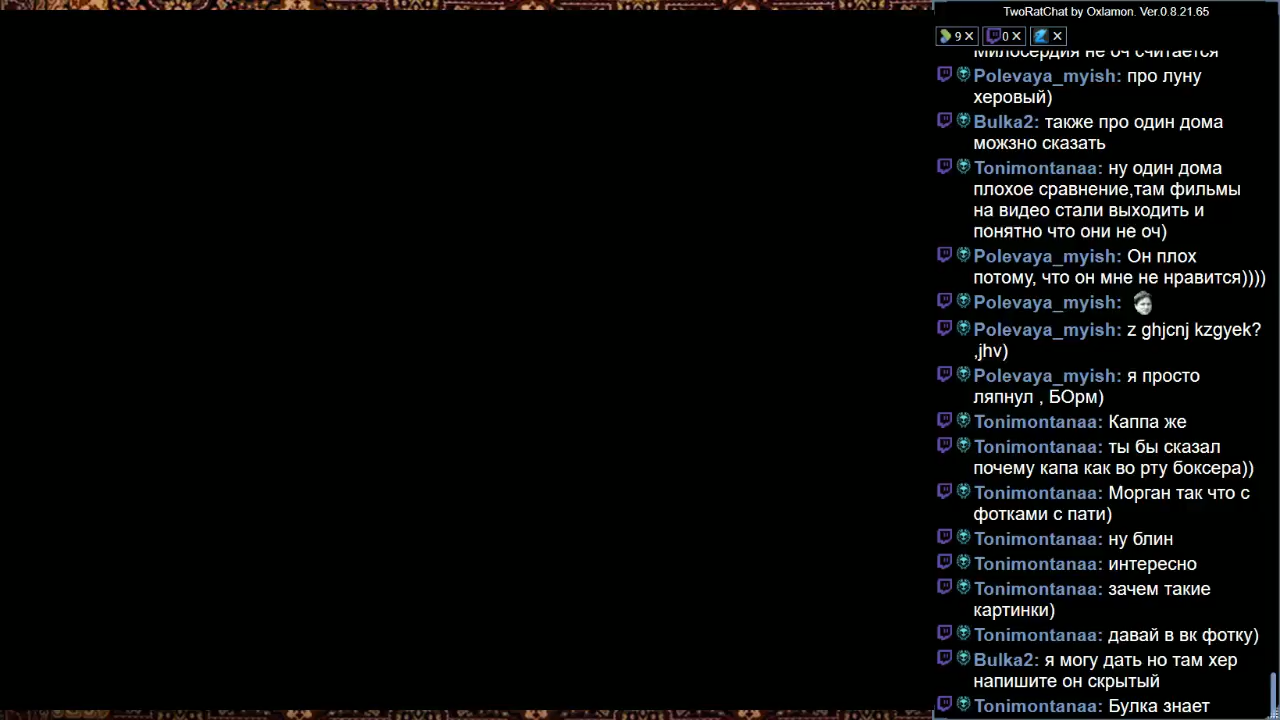 TwoRatChat by Oxlamon. Ver.0.8.21.65
9 X 0 X X
милосердия не оч считается
Polevaya_myish: про луну
херовый)
Bulka2: также про один дома
можзно сказать
Tonimontanaa: ну один дома
плохое сравнение,там фильмы
на видео стали выходить и
понятно что они не оч)
Polevaya_myish: Он плох
потому, что он мне не нравится))))
Polevaya_myish:
Polevaya_myish: z ghjcnj kzgyek?
,jhv)
Polevaya_myish: я просто
ляпнул , БОрм)
Tonimontanaa: Каппа же
Tonimontanaa: ты бы сказал
почему капа как во рту боксера))
Tonimontanaa: Морган так что с
фотками с пати)
Tonimontanaa: ну блин
Tonimontanaa: интересно
Tonimontanaa: зачем такие
картинки)
Tonimontanaa: давай в вк фотку)
Bulka2: я могу дать но там хер
напишите он скрытый
Tonimontanaa: Булка знает